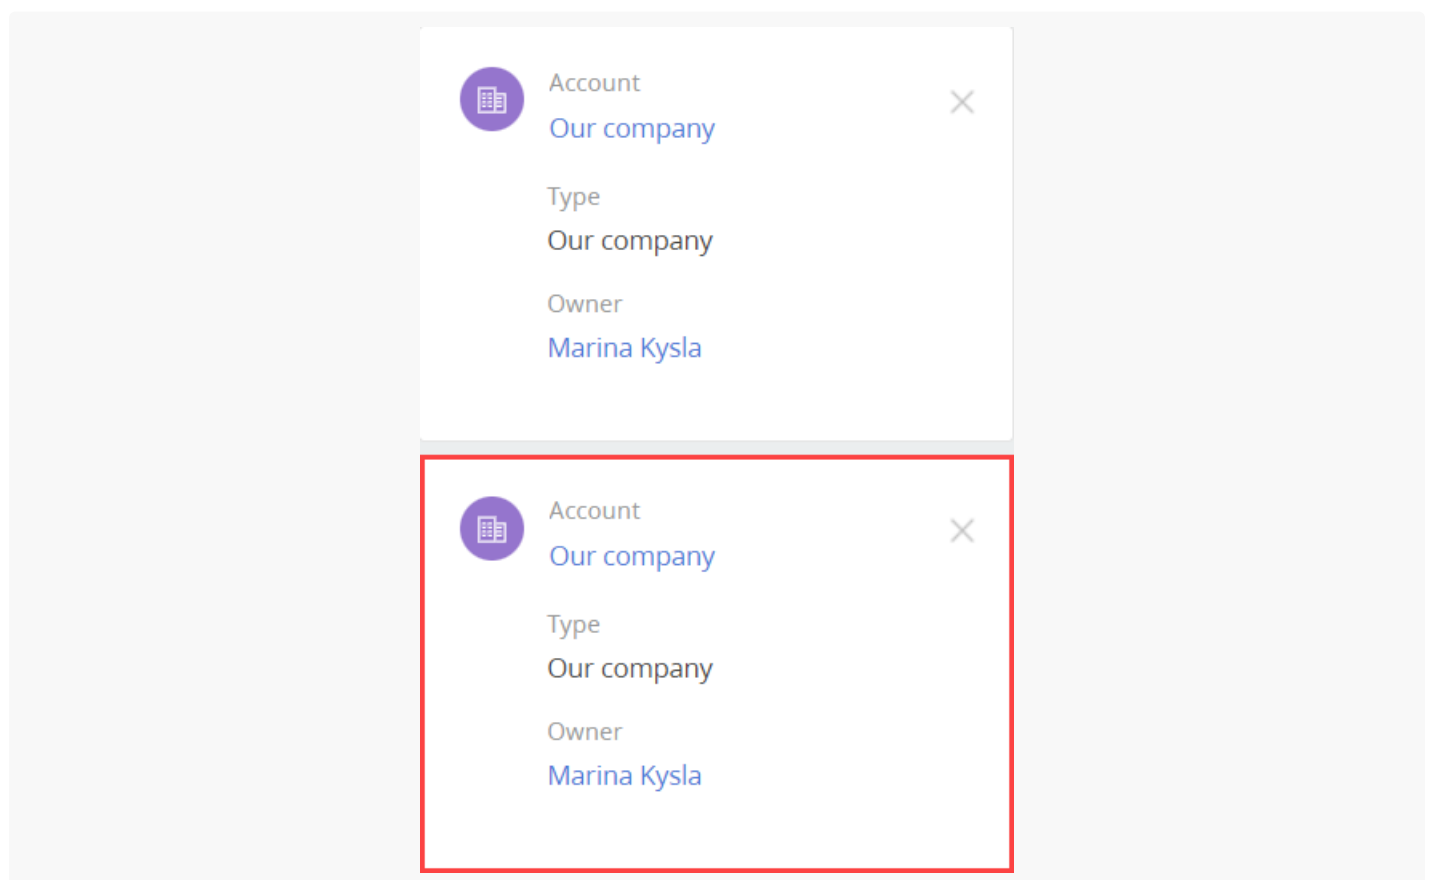 Account
Our company
Type
Our company
Owner
Marina Kysla
Account
Our company
Type
Our company
Owner
Marina Kysla